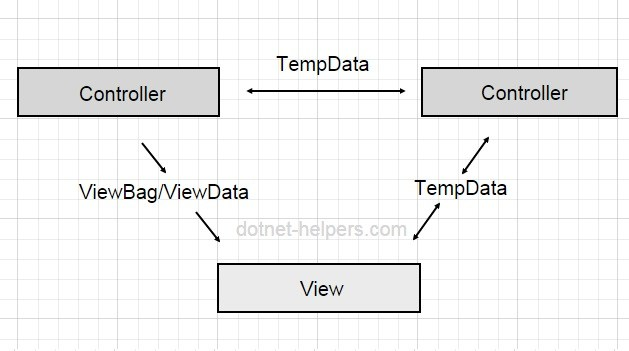 TempData
Controller
Controller
ViewBag/ViewData
TempData
dotnet-helpers.com
View